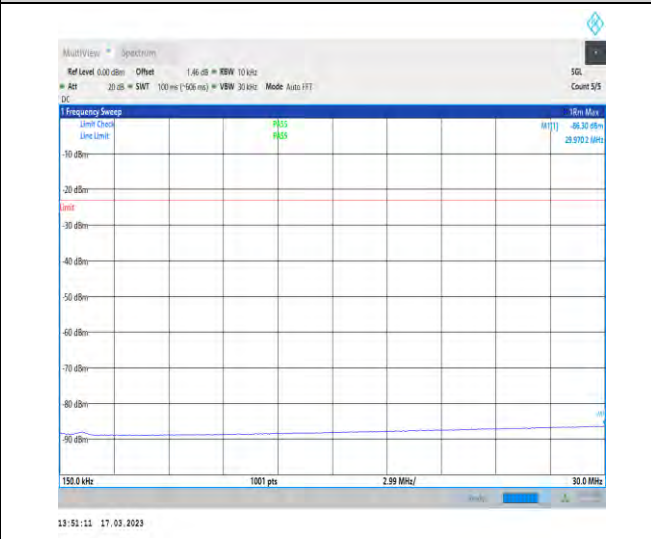 MultiView Spectrum
Ref Level 0.00 dBm Offset 1.46 dB RBW 10 kHz SGL
Att 20 dB SWT 100 ms (~506 ms) VBW 30 kHz Mode Auto FFT Count 5/5
DC
1 Frequency Sweep 1Rm Max
Limit Check PASS M1[1] -86.30 dBm
Line Limit PASS 29.9702 MHz
-10 dBm
-20 dBm
Limit
-30 dBm
-40 dBm
-50 dBm
-60 dBm
-70 dBm
-80 dBm
M1
-90 dBm
150.0 kHz 1001 pts 2.99 MHz/ 30.0 MHz
13:51:11 17.03.2023